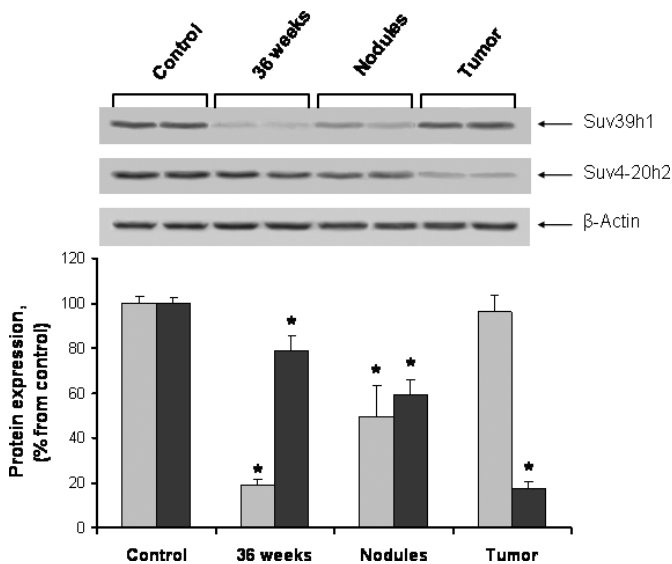 Control
36 weeks
Nodules
Tumor
Suv39h1
Suv4-20h2
β-Actin
Protein expression,
(% from control)
120
100
80
60
40
20
0
*
*
*
*
*
Control
36 weeks
Nodules
Tumor